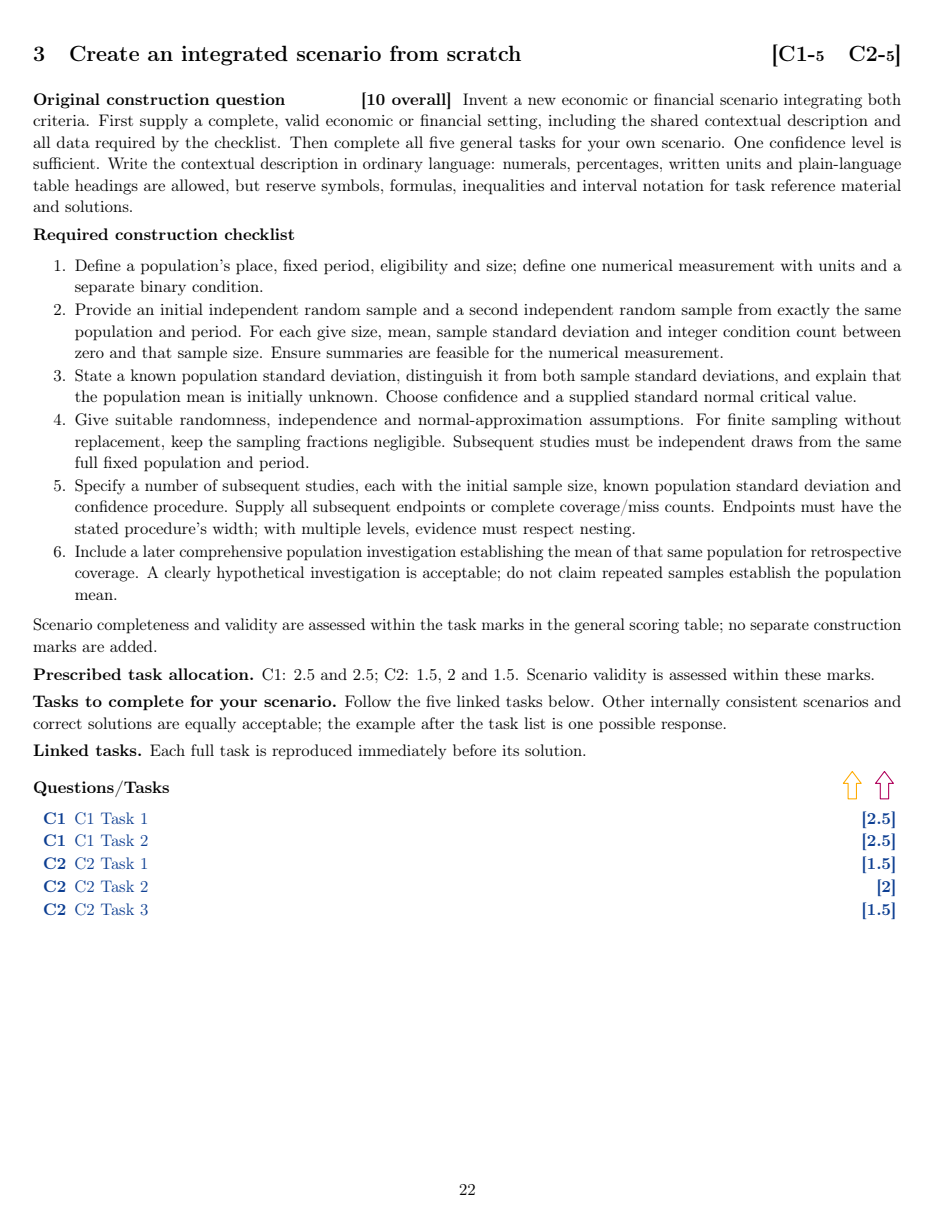 3 Create an integrated scenario from scratch [C1-5 C2-5]
Original construction question [10 overall] Invent a new economic or financial scenario integrating both
criteria. First supply a complete, valid economic or financial setting, including the shared contextual description and
all data required by the checklist. Then complete all five general tasks for your own scenario. One confidence level is
sufficient. Write the contextual description in ordinary language: numerals, percentages, written units and plain-language
table headings are allowed, but reserve symbols, formulas, inequalities and interval notation for task reference material
and solutions.
Required construction checklist
1. Define a population's place, fixed period, eligibility and size; define one numerical measurement with units and a
separate binary condition.
2. Provide an initial independent random sample and a second independent random sample from exactly the same
population and period. For each give size, mean, sample standard deviation and integer condition count between
zero and that sample size. Ensure summaries are feasible for the numerical measurement.
3. State a known population standard deviation, distinguish it from both sample standard deviations, and explain that
the population mean is initially unknown. Choose confidence and a supplied standard normal critical value.
4. Give suitable randomness, independence and normal-approximation assumptions. For finite sampling without
replacement, keep the sampling fractions negligible. Subsequent studies must be independent draws from the same
full fixed population and period.
5. Specify a number of subsequent studies, each with the initial sample size, known population standard deviation and
confidence procedure. Supply all subsequent endpoints or complete coverage/miss counts. Endpoints must have the
stated procedure's width; with multiple levels, evidence must respect nesting.
6. Include a later comprehensive population investigation establishing the mean of that same population for retrospective
coverage. A clearly hypothetical investigation is acceptable; do not claim repeated samples establish the population
mean.
Scenario completeness and validity are assessed within the task marks in the general scoring table; no separate construction
marks are added.
Prescribed task allocation. C1: 2.5 and 2.5; C2: 1.5, 2 and 1.5. Scenario validity is assessed within these marks.
Tasks to complete for your scenario. Follow the five linked tasks below. Other internally consistent scenarios and
correct solutions are equally acceptable; the example after the task list is one possible response.
Linked tasks. Each full task is reproduced immediately before its solution.
Questions/Tasks
C1 C1 Task 1 [2.5]
C1 C1 Task 2 [2.5]
C2 C2 Task 1 [1.5]
C2 C2 Task 2 [2]
C2 C2 Task 3 [1.5]
22